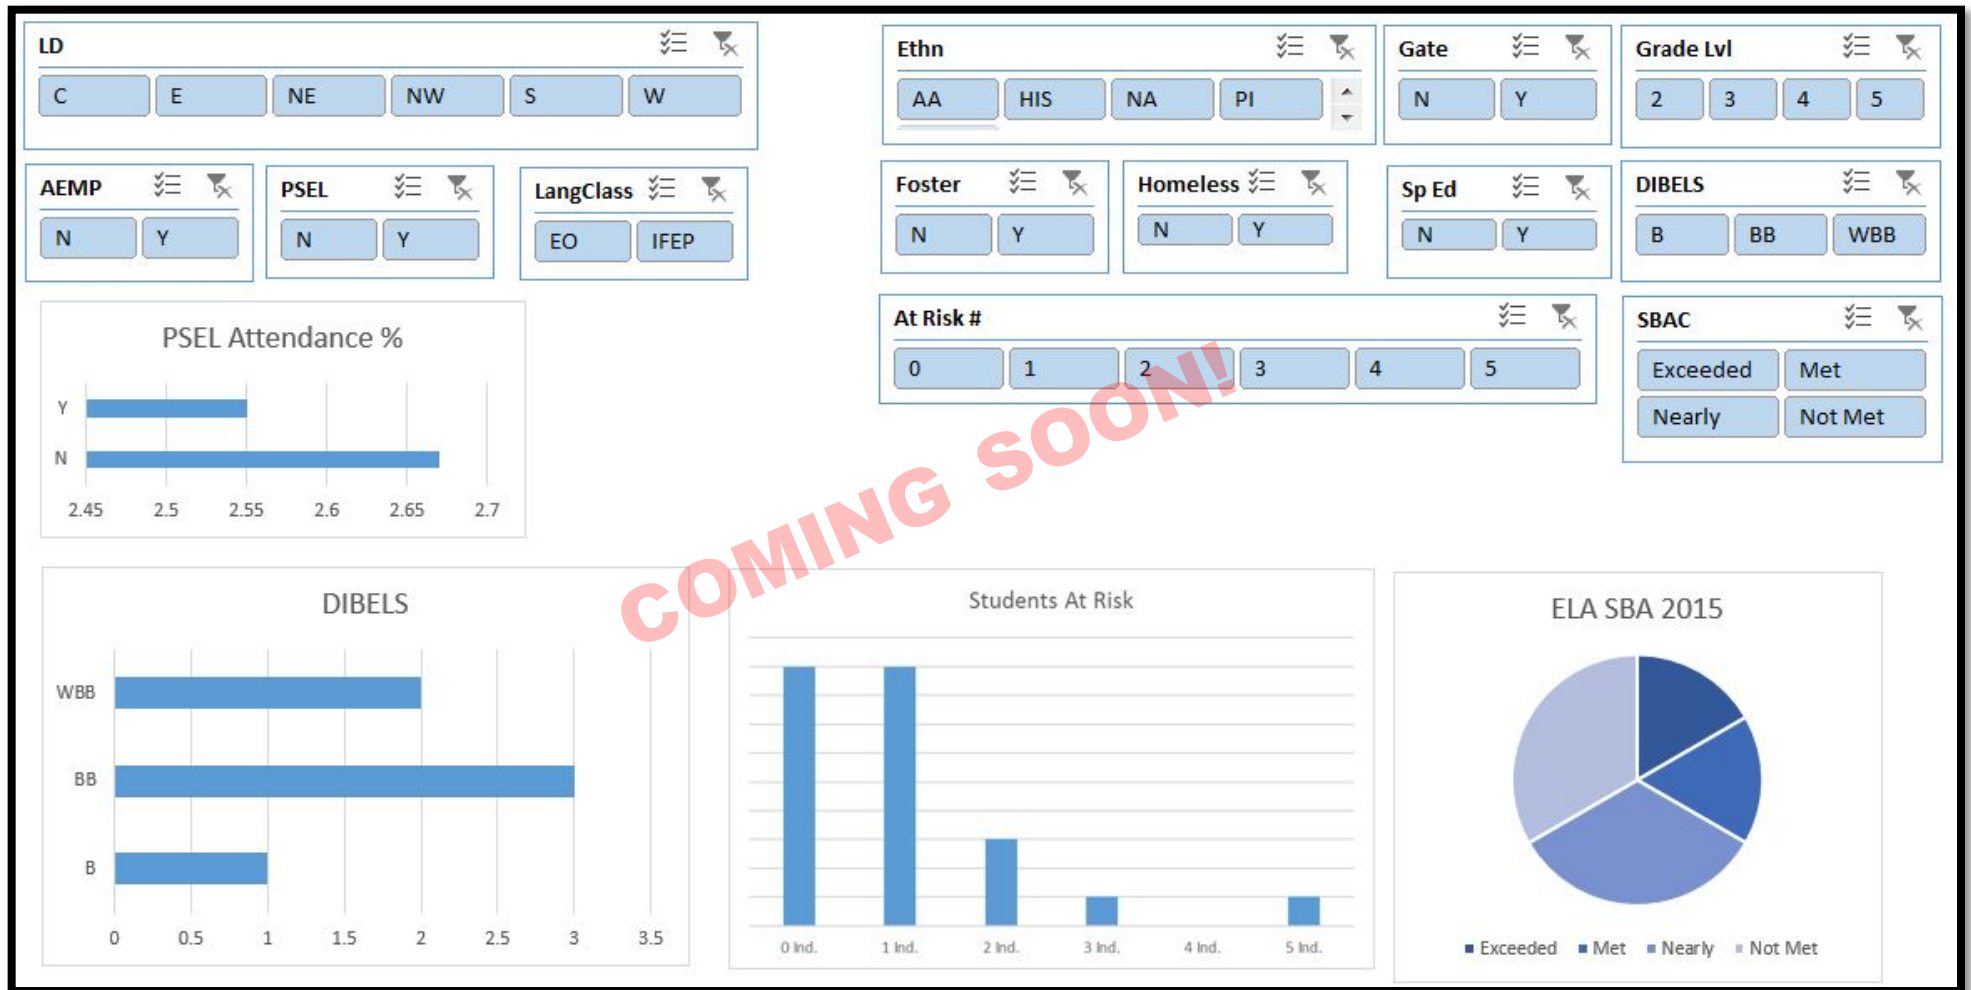 LD
C E NE NW S W
Ethn
AA HIS NA PI
Gate
N Y
Grade Lvl
2 3 4 5
AEMP
N Y
PSEL
N Y
LangClass
EO IFEP
Foster
N Y
Homeless
N Y
Sp Ed
N Y
DIBELS
B BB WBB
At Risk #
0 1 2 3 4 5
SBAC
Exceeded Met
Nearly Not Met
PSEL Attendance %
Y
N
2.45 2.5 2.55 2.6 2.65 2.7
COMING SOON!
DIBELS
WBB
BB
B
0 0.5 1 1.5 2 2.5 3 3.5
Students At Risk
0 Ind. 1 Ind. 2 Ind. 3 Ind. 4 Ind. 5 Ind.
ELA SBA 2015
Exceeded Met Nearly Not Met